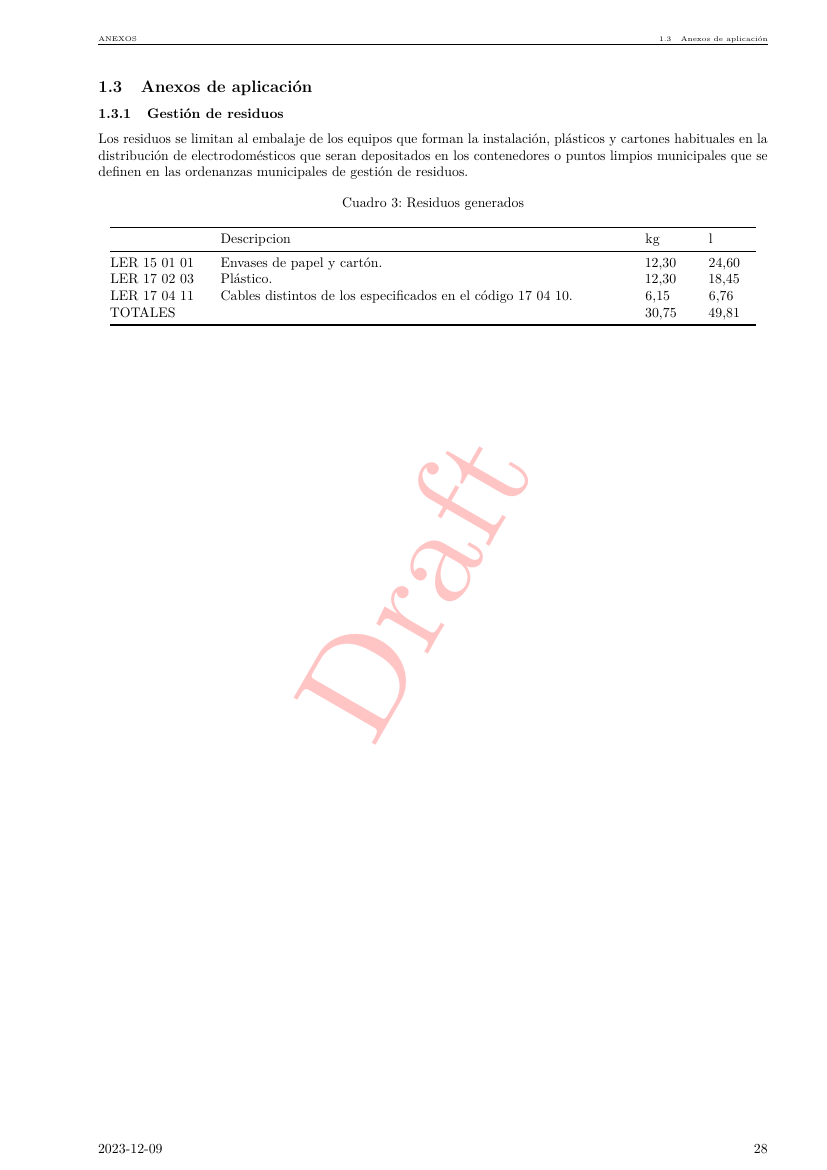 ANEXOS 1.3 Anexos de aplicación
1.3 Anexos de aplicación
1.3.1 Gestión de residuos
Los residuos se limitan al embalaje de los equipos que forman la instalación, plásticos y cartones habituales en la
distribución de electrodomésticos que seran depositados en los contenedores o puntos limpios municipales que se
definen en las ordenanzas municipales de gestión de residuos.
Cuadro 3: Residuos generados
Descripcion kg l
LER 15 01 01 Envases de papel y cartón. 12,30 24,60
LER 17 02 03 Plástico. 12,30 18,45
LER 17 04 11 Cables distintos de los especificados en el código 17 04 10. 6,15 6,76
TOTALES 30,75 49,81
Draft
2023-12-09 28